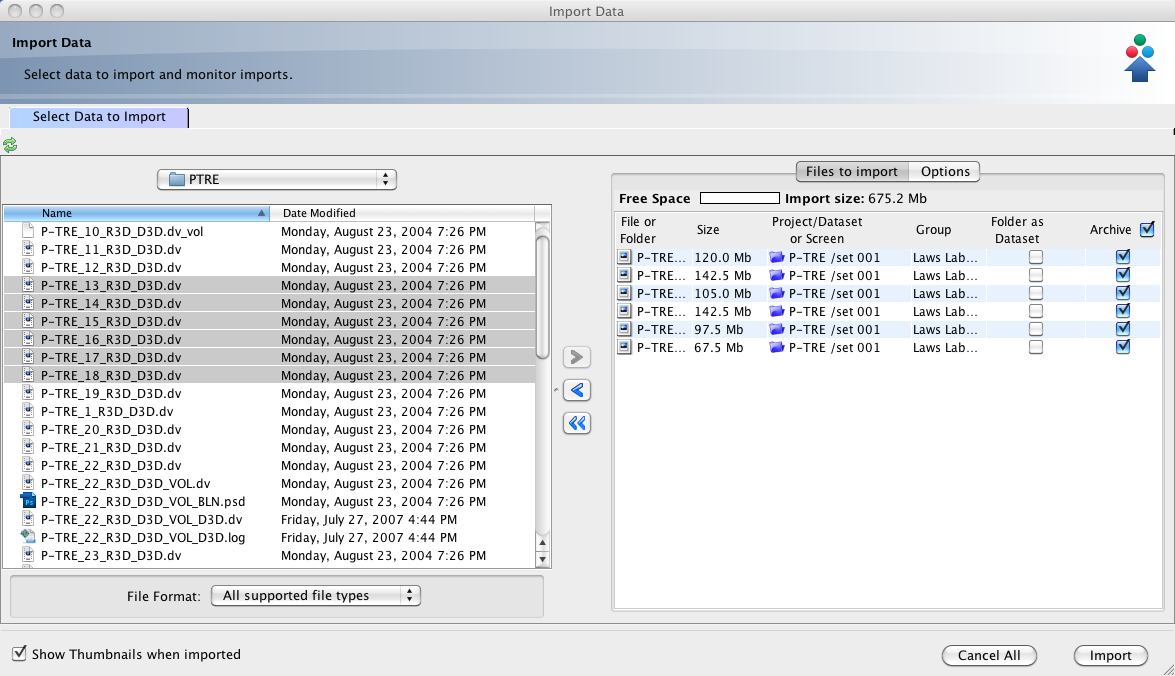 Import Data
Import Data
Select data to import and monitor imports.
Select Data to Import
PTRE
Name Date Modified
P-TRE_10_R3D_D3D.dv_vol Monday, August 23, 2004 7:26 PM
P-TRE_11_R3D_D3D.dv Monday, August 23, 2004 7:26 PM
P-TRE_12_R3D_D3D.dv Monday, August 23, 2004 7:26 PM
P-TRE_13_R3D_D3D.dv Monday, August 23, 2004 7:26 PM
P-TRE_14_R3D_D3D.dv Monday, August 23, 2004 7:26 PM
P-TRE_15_R3D_D3D.dv Monday, August 23, 2004 7:26 PM
P-TRE_16_R3D_D3D.dv Monday, August 23, 2004 7:26 PM
P-TRE_17_R3D_D3D.dv Monday, August 23, 2004 7:26 PM
P-TRE_18_R3D_D3D.dv Monday, August 23, 2004 7:26 PM
P-TRE_19_R3D_D3D.dv Monday, August 23, 2004 7:26 PM
P-TRE_1_R3D_D3D.dv Monday, August 23, 2004 7:26 PM
P-TRE_20_R3D_D3D.dv Monday, August 23, 2004 7:26 PM
P-TRE_21_R3D_D3D.dv Monday, August 23, 2004 7:26 PM
P-TRE_22_R3D_D3D.dv Monday, August 23, 2004 7:26 PM
P-TRE_22_R3D_D3D_VOL.dv Monday, August 23, 2004 7:26 PM
Ps P-TRE_22_R3D_D3D_VOL_BLN.psd Monday, August 23, 2004 7:26 PM
P-TRE_22_R3D_D3D_VOL_D3D.dv Friday, July 27, 2007 4:44 PM
P-TRE_22_R3D_D3D_VOL_D3D.log Friday, July 27, 2007 4:44 PM
P-TRE_23_R3D_D3D.dv Monday, August 23, 2004 7:26 PM
File Format: All supported file types
Files to import Options
Free Space Import size: 675.2 Mb
File or Project/Dataset Folder as
Folder Size or Screen Group Dataset Archive
P-TRE... 120.0 Mb P-TRE /set 001 Laws Lab...
P-TRE... 142.5 Mb P-TRE /set 001 Laws Lab...
P-TRE... 105.0 Mb P-TRE /set 001 Laws Lab...
P-TRE... 142.5 Mb P-TRE /set 001 Laws Lab...
P-TRE... 97.5 Mb P-TRE /set 001 Laws Lab...
P-TRE... 67.5 Mb P-TRE /set 001 Laws Lab...
Show Thumbnails when imported Cancel All Import